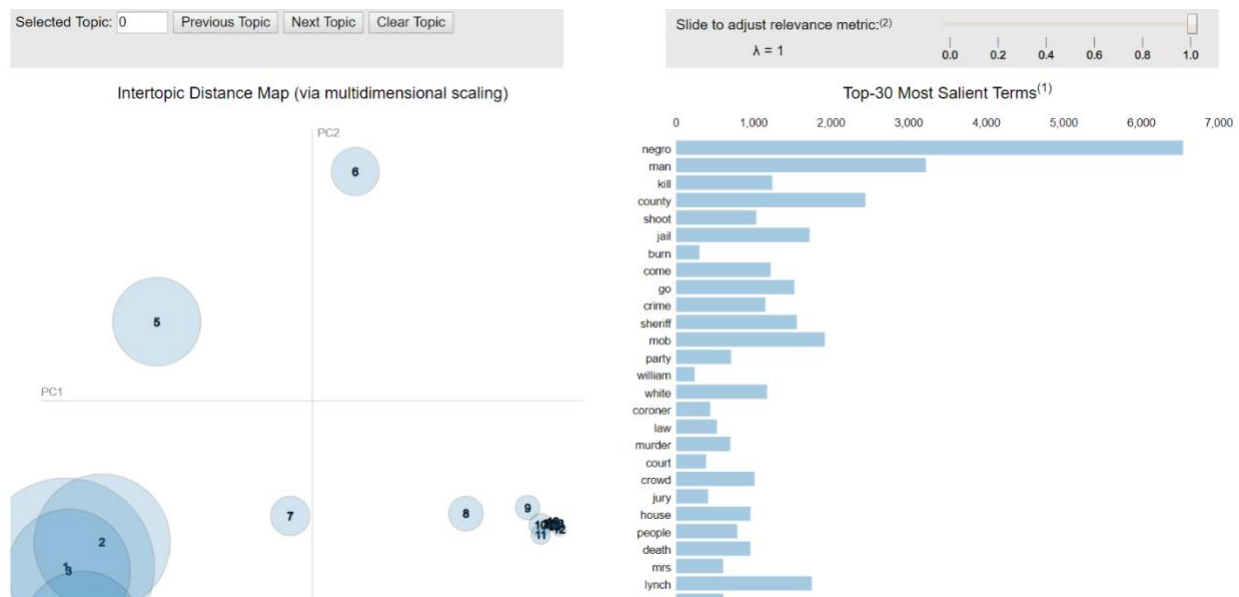 Selected Topic: 0 Previous Topic Next Topic Clear Topic
Slide to adjust relevance metric:(2)
λ = 1
0.0 0.2 0.4 0.6 0.8 1.0
Intertopic Distance Map (via multidimensional scaling)
PC2
6
5
PC1
7
8
9
10
11
12
2
1
3
Top-30 Most Salient Terms(1)
0 1,000 2,000 3,000 4,000 5,000 6,000 7,000
negro
man
kill
county
shoot
jail
burn
come
go
crime
sheriff
mob
party
william
white
coroner
law
murder
court
crowd
jury
house
people
death
mrs
lynch